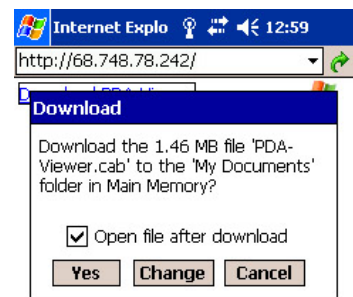 Internet Explo 12:59
http://68.748.78.242/
Download
Download the 1.46 MB file 'PDA-
Viewer.cab' to the 'My Documents'
folder in Main Memory?
Open file after download
Yes Change Cancel